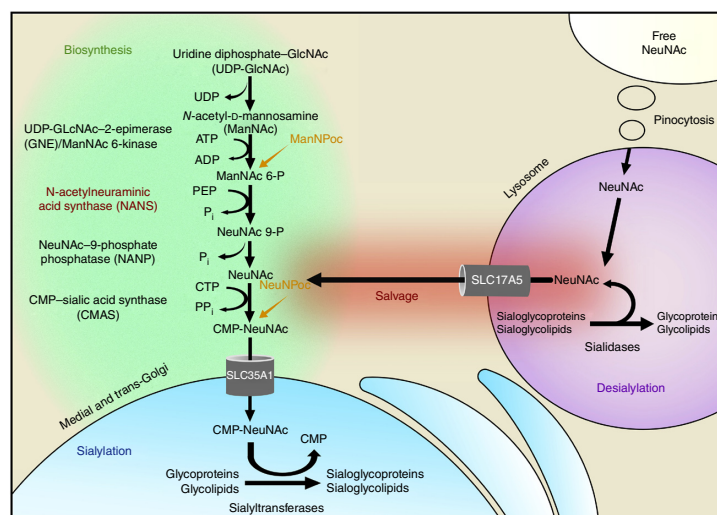 Biosynthesis
Uridine diphosphate–GlcNAc
(UDP-GlcNAc)
UDP
N-acetyl-D-mannosamine
(ManNAc)
UDP-GLcNAc–2-epimerase
(GNE)/ManNAc 6-kinase
ATP
ADP
ManNPoc
ManNAc 6-P
N-acetylneuraminic
acid synthase (NANS)
PEP
Pi
NeuNAc 9-P
NeuNAc–9-phosphate
phosphatase (NANP)
Pi
NeuNAc
CMP–sialic acid synthase
(CMAS)
CTP
PPi
NeuNPoc
CMP-NeuNAc
SLC35A1
Medial and trans-Golgi
Sialylation
CMP-NeuNAc
CMP
Glycoproteins
Glycolipids
Sialoglycoproteins
Sialoglycolipids
Sialyltransferases
Salvage
SLC17A5
Free
NeuNAc
Pinocytosis
Lysosome
NeuNAc
NeuNAc
Sialoglycoproteins
Sialoglycolipids
Glycoproteins
Glycolipids
Sialidases
Desialylation